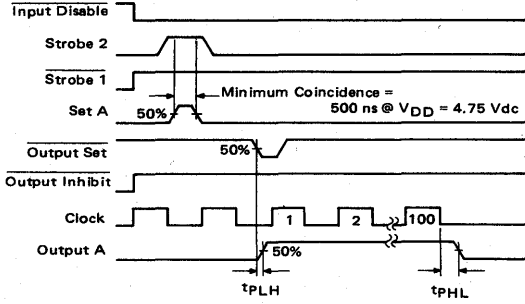 Input Disable
Strobe 2
Strobe 1
Minimum Coincidence =
Set A
50%
500 ns @ VDD = 4.75 Vdc
Output Set
50%
Output Inhibit
Clock
1
2
100
Output A
50%
tPLH
tPHL